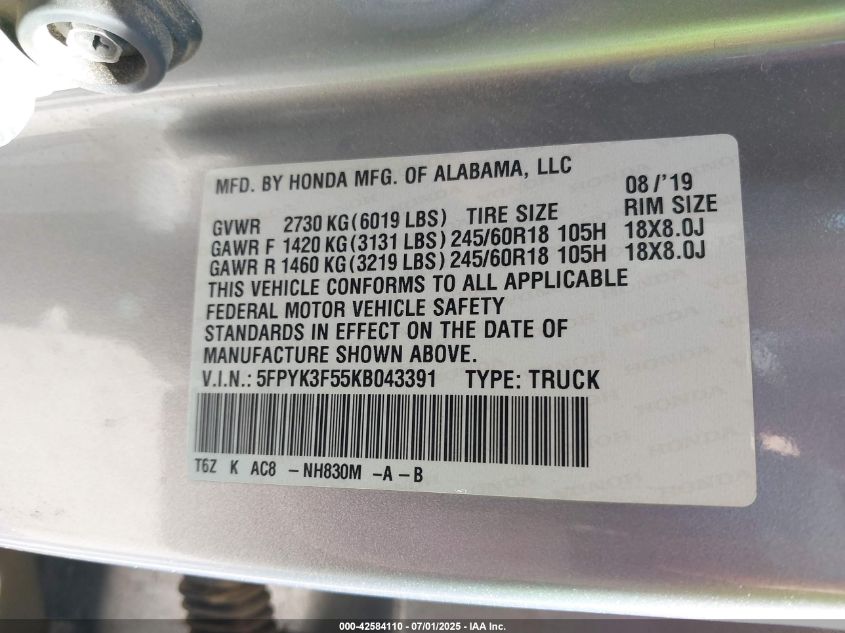 MFD. BY HONDA MFG. OF ALABAMA, LLC 08/'19
GVWR 2730 KG(6019 LBS) TIRE SIZE RIM SIZE
GAWR F 1420 KG(3131 LBS) 245/60R18 105H 18X8.0J
GAWR R 1460 KG(3219 LBS) 245/60R18 105H 18X8.0J
THIS VEHICLE CONFORMS TO ALL APPLICABLE
FEDERAL MOTOR VEHICLE SAFETY
STANDARDS IN EFFECT ON THE DATE OF
MANUFACTURE SHOWN ABOVE.
V.I.N.: 5FPYK3F55KB043391 TYPE: TRUCK
T6Z K AC8 -NH830M -A-B
000-42584110 - 07/01/2025 - IAA Inc.